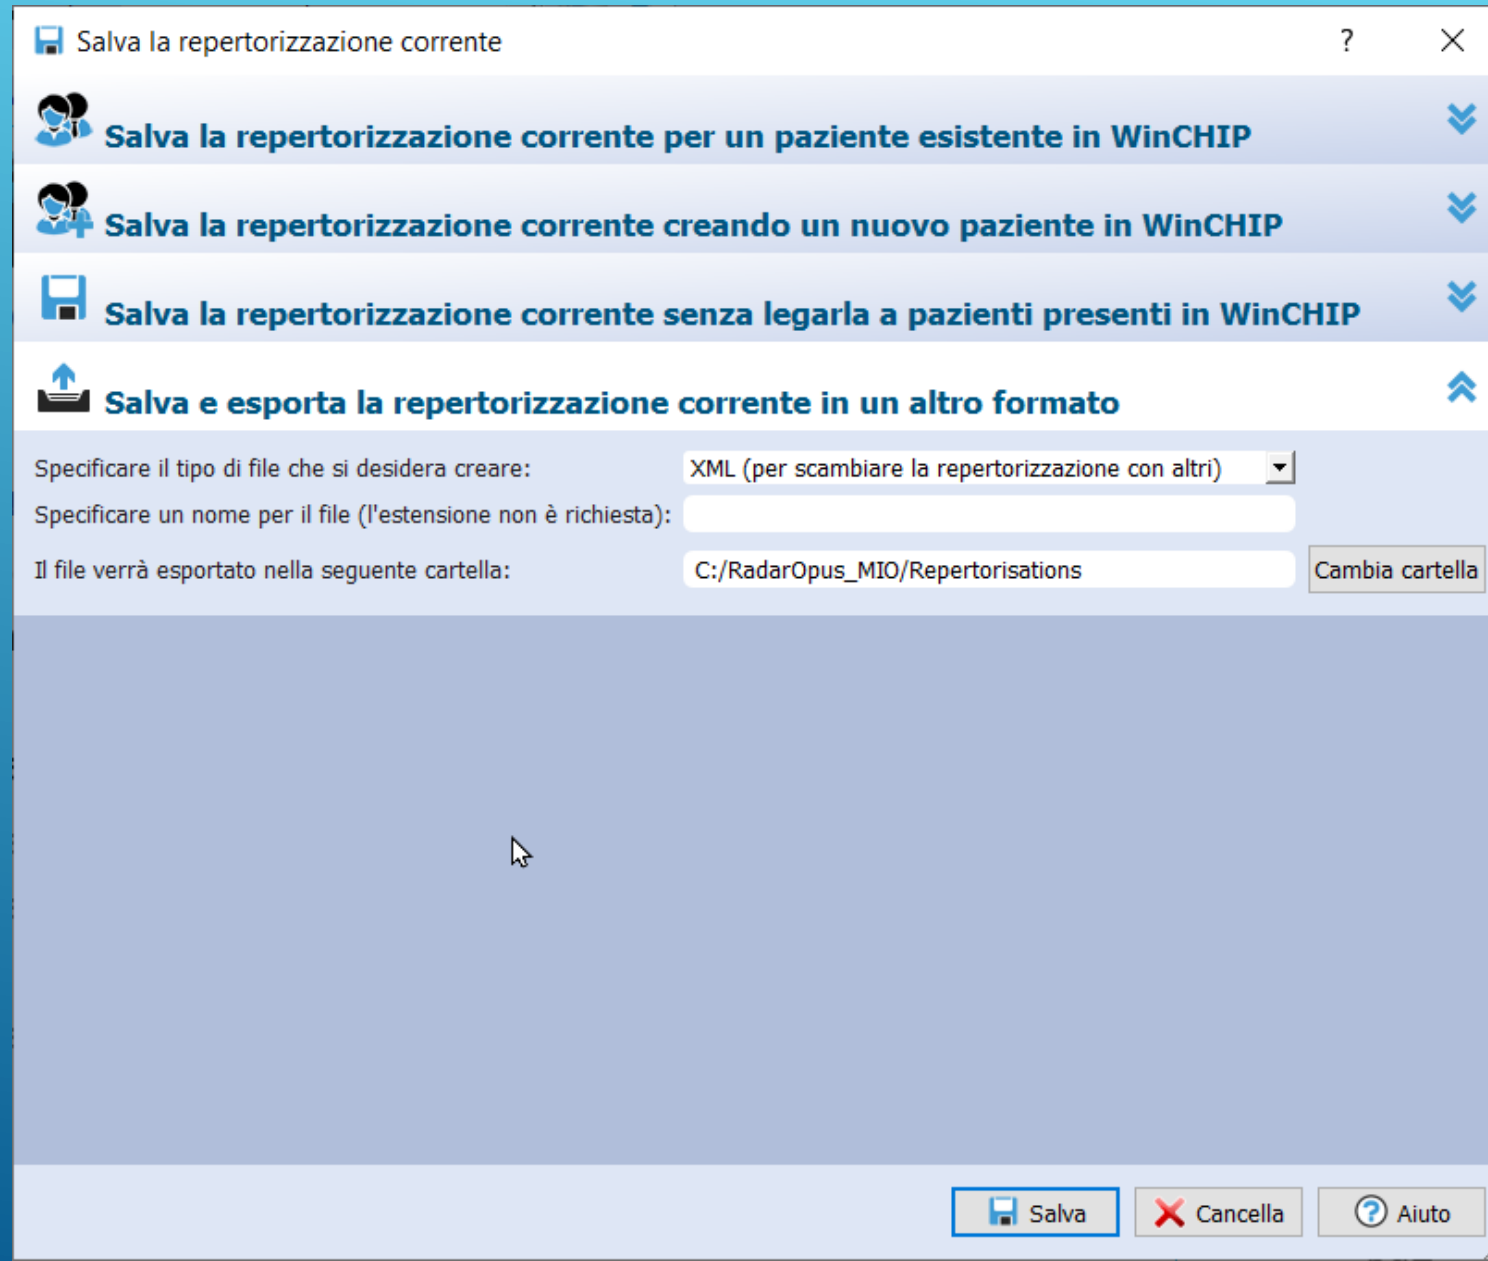 Salva la repertorizzazione corrente
?
Salva la repertorizzazione corrente per un paziente esistente in WinCHIP
Salva la repertorizzazione corrente creando un nuovo paziente in WinCHIP
Salva la repertorizzazione corrente senza legarla a pazienti presenti in WinCHIP
Salva e esporta la repertorizzazione corrente in un altro formato
Specificare il tipo di file che si desidera creare: XML (per scambiare la repertorizzazione con altri)
Specificare un nome per il file (l'estensione non è richiesta):
Il file verrà esportato nella seguente cartella: C:/RadarOpus_MIO/Repertorisations Cambia cartella
Salva Cancella ? Aiuto